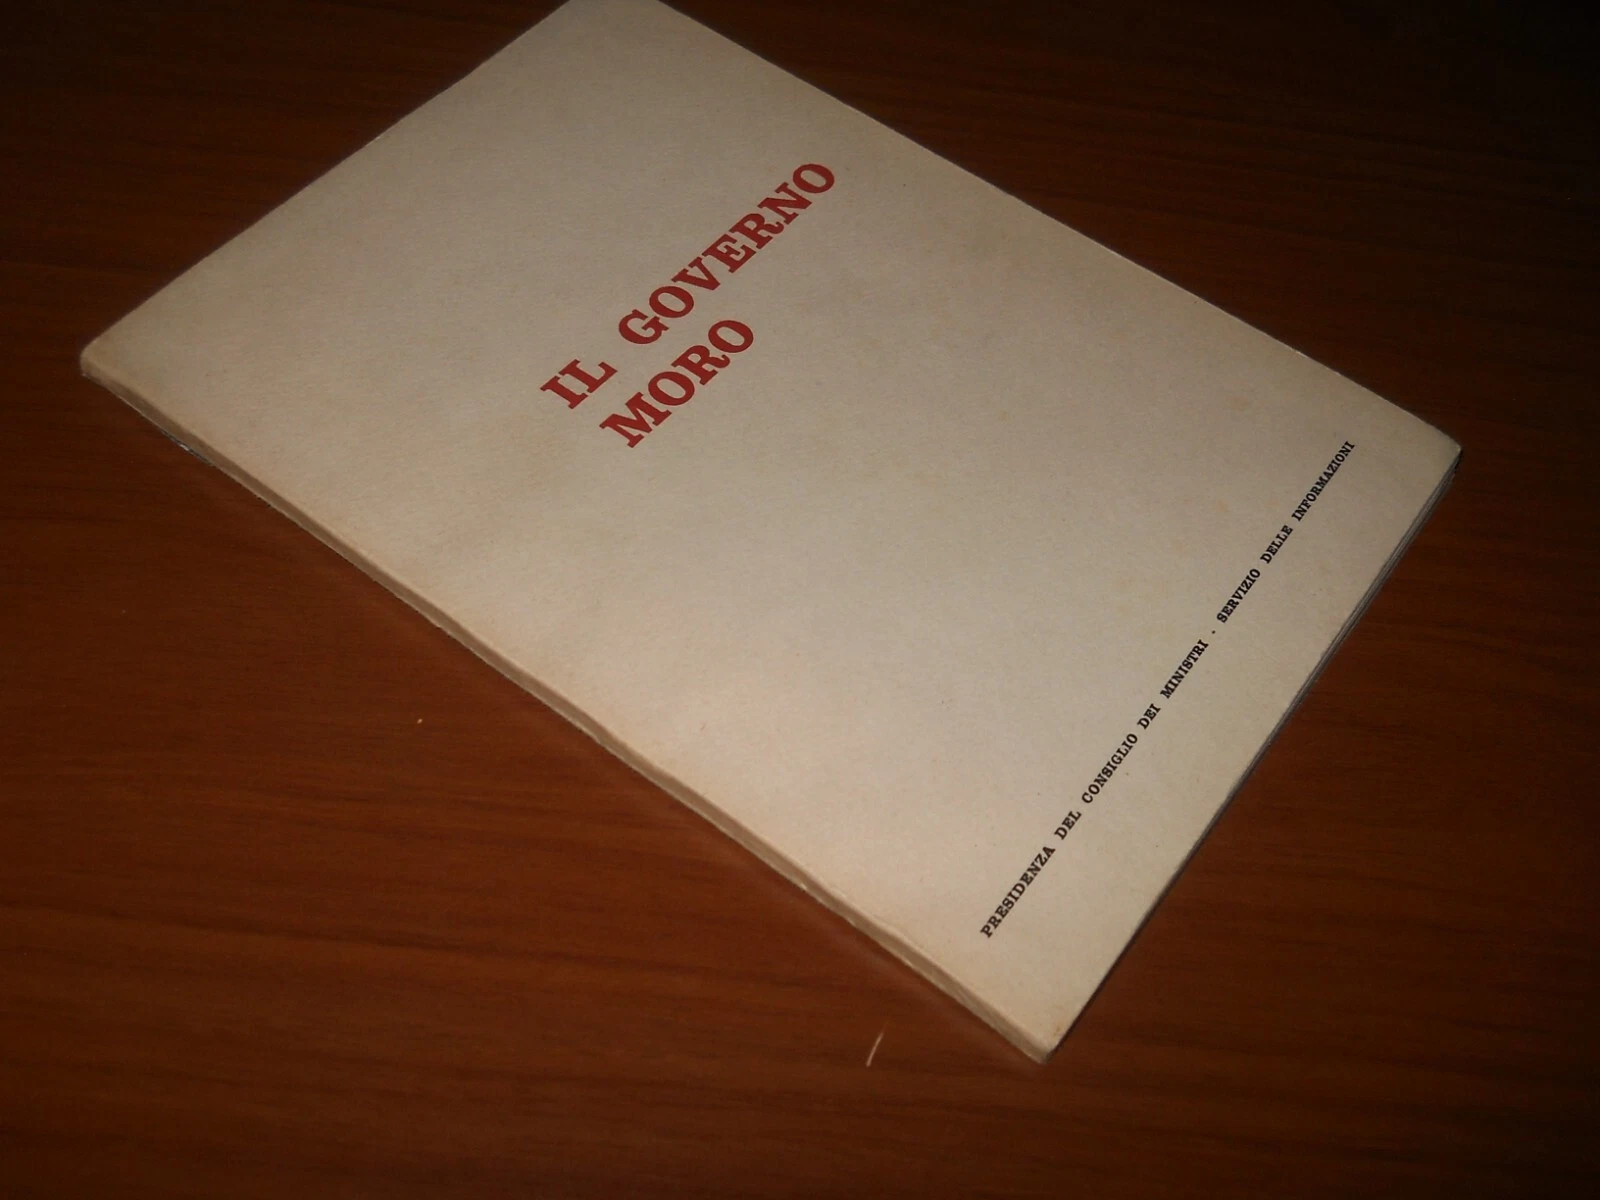 IL GOVERNO
MORO
PRESIDENZA DEL CONSIGLIO DEI MINISTRI - SERVIZIO DELLE INFORMAZIONI